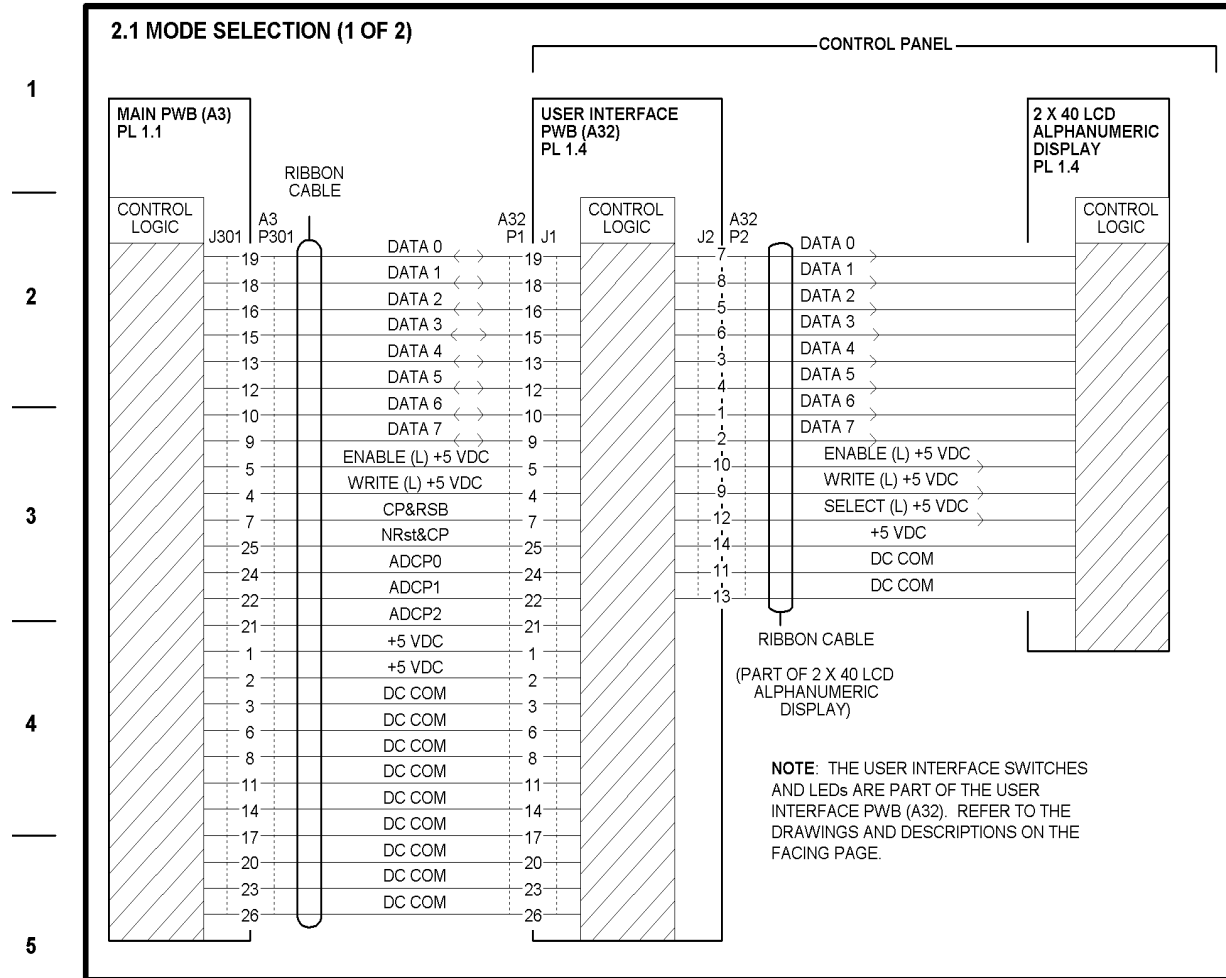 2.1 MODE SELECTION (1 OF 2)
CONTROL PANEL
1
2
3
4
5
MAIN PWB (A3)
PL 1.1
USER INTERFACE
PWB (A32)
PL 1.4
2 X 40 LCD
ALPHANUMERIC
DISPLAY
PL 1.4
RIBBON
CABLE
CONTROL
LOGIC
A3
J301 P301
A32
P1 J1
CONTROL
LOGIC
A32
J2 P2
CONTROL
LOGIC
19 DATA 0 19
18 DATA 1 18
16 DATA 2 16
15 DATA 3 15
13 DATA 4 13
12 DATA 5 12
10 DATA 6 10
9 DATA 7 9
5 ENABLE (L) +5 VDC 5
4 WRITE (L) +5 VDC 4
7 CP&RSB 7
25 NRst&CP 25
24 ADCP0 24
22 ADCP1 22
21 ADCP2 21
1 +5 VDC 1
2 +5 VDC 2
3 DC COM 3
6 DC COM 6
8 DC COM 8
11 DC COM 11
14 DC COM 14
17 DC COM 17
20 DC COM 20
23 DC COM 23
26 DC COM 26
7 DATA 0
8 DATA 1
5 DATA 2
6 DATA 3
3 DATA 4
4 DATA 5
1 DATA 6
2 DATA 7
10 ENABLE (L) +5 VDC
9 WRITE (L) +5 VDC
12 SELECT (L) +5 VDC
14 +5 VDC
11 DC COM
13 DC COM
RIBBON CABLE
(PART OF 2 X 40 LCD
ALPHANUMERIC
DISPLAY)
NOTE: THE USER INTERFACE SWITCHES
AND LEDs ARE PART OF THE USER
INTERFACE PWB (A32). REFER TO THE
DRAWINGS AND DESCRIPTIONS ON THE
FACING PAGE.